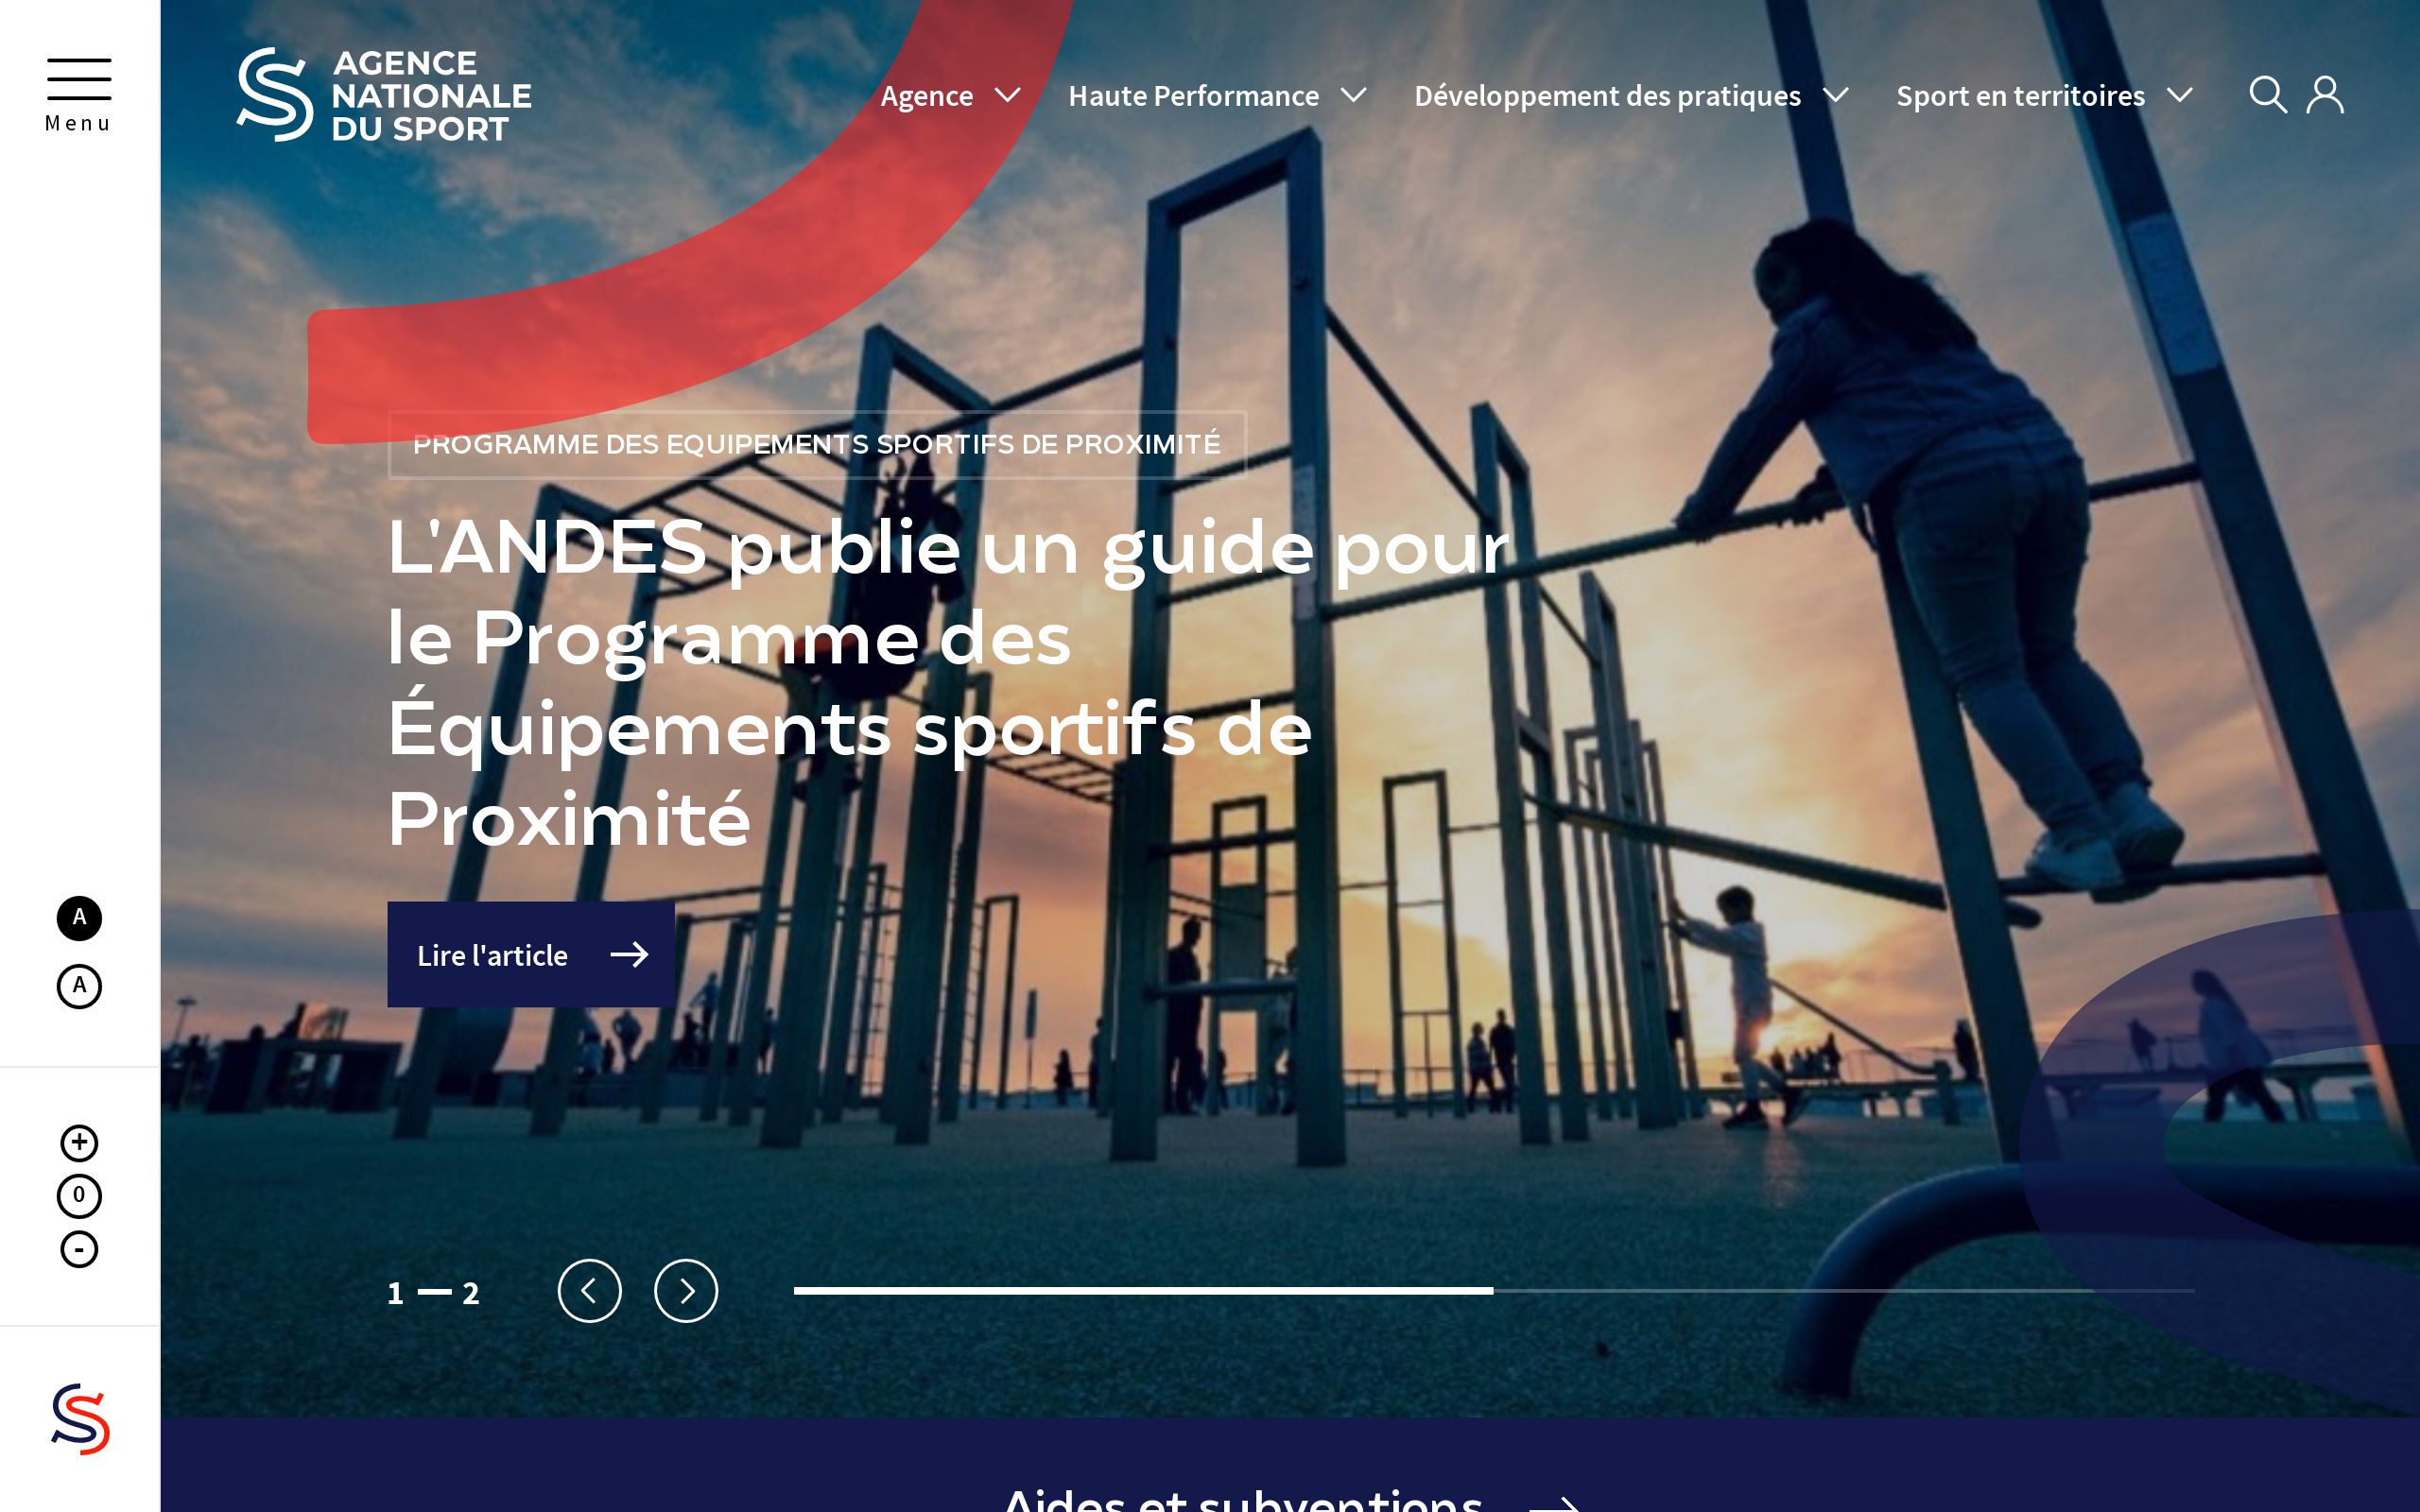 Menu
AGENCE
NATIONALE
DU SPORT
Agence
Haute Performance
Développement des pratiques
Sport en territoires
PROGRAMME DES EQUIPEMENTS SPORTIFS DE PROXIMITÉ
L'ANDES publie un guide pour
le Programme des
Équipements sportifs de
Proximité
Lire l'article
A
A
+
0
-
1 — 2
Aides et subventions